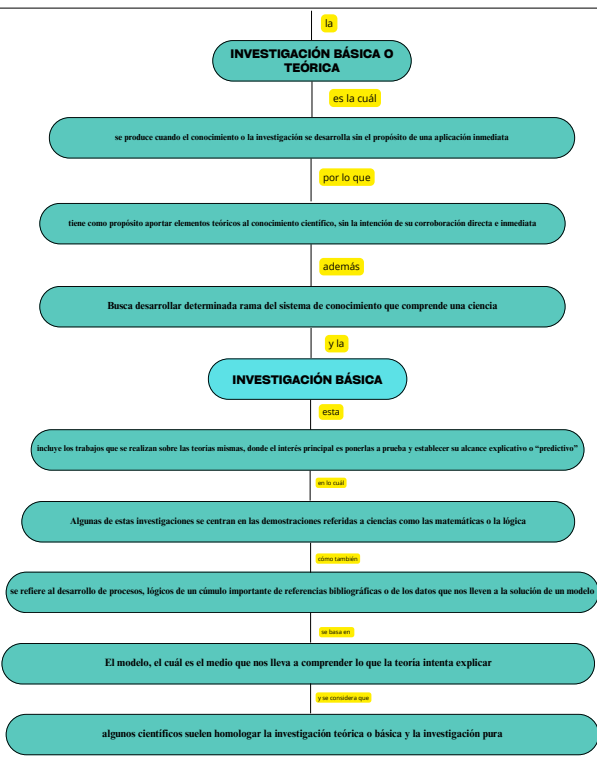 la
INVESTIGACIÓN BÁSICA O
TEÓRICA
es la cuál
se produce cuando el conocimiento o la investigación se desarrolla sin el propósito de una aplicación inmediata
por lo que
tiene como propósito aportar elementos teóricos al conocimiento científico, sin la intención de su corroboración directa e inmediata
además
Busca desarrollar determinada rama del sistema de conocimiento que comprende una ciencia
y la
INVESTIGACIÓN BÁSICA
esta
incluye los trabajos que se realizan sobre las teorías mismas, donde el interés principal es ponerlas a prueba y establecer su alcance explicativo o “predictivo”
en lo cuál
Algunas de estas investigaciones se centran en las demostraciones referidas a ciencias como las matemáticas o la lógica
cómo también
se refiere al desarrollo de procesos, lógicos de un cúmulo importante de referencias bibliográficas o de los datos que nos lleven a la solución de un modelo
se basa en
El modelo, el cuál es el medio que nos lleva a comprender lo que la teoría intenta explicar
y se considera que
algunos científicos suelen homologar la investigación teórica o básica y la investigación pura